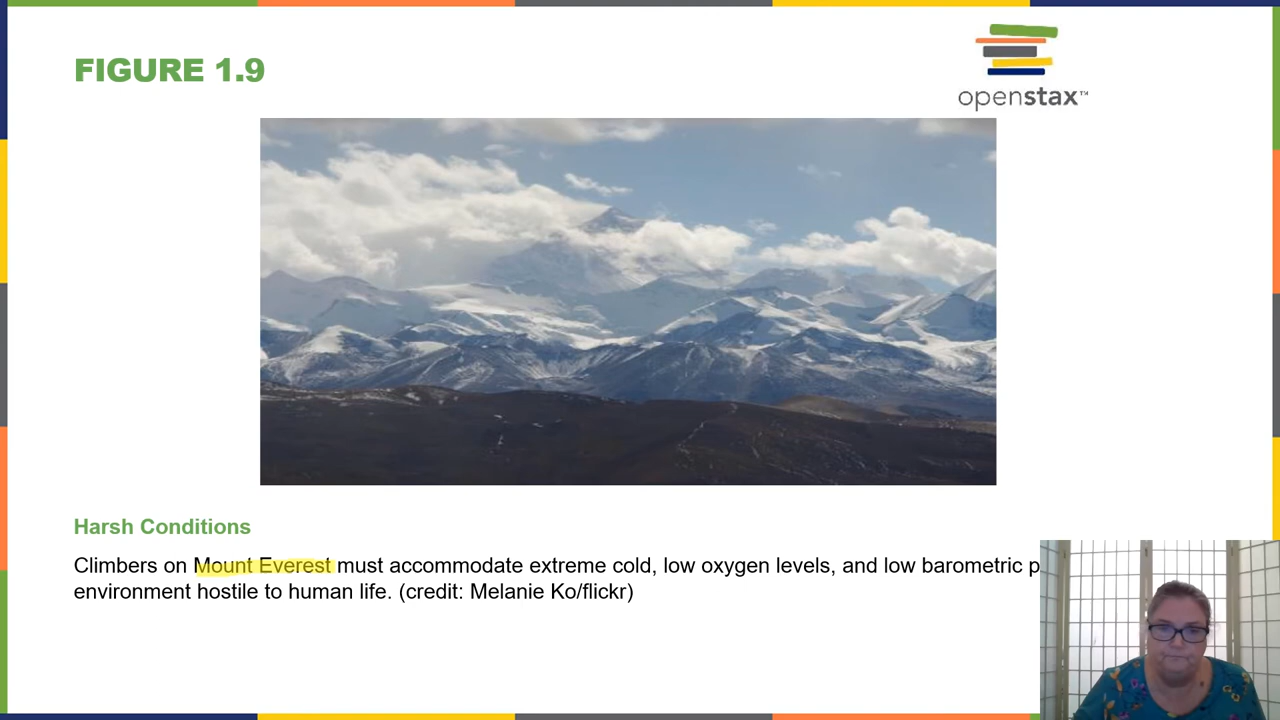 FIGURE 1.9
openstax™
Harsh Conditions
Climbers on Mount Everest must accommodate extreme cold, low oxygen levels, and low barometric p
environment hostile to human life. (credit: Melanie Ko/flickr)